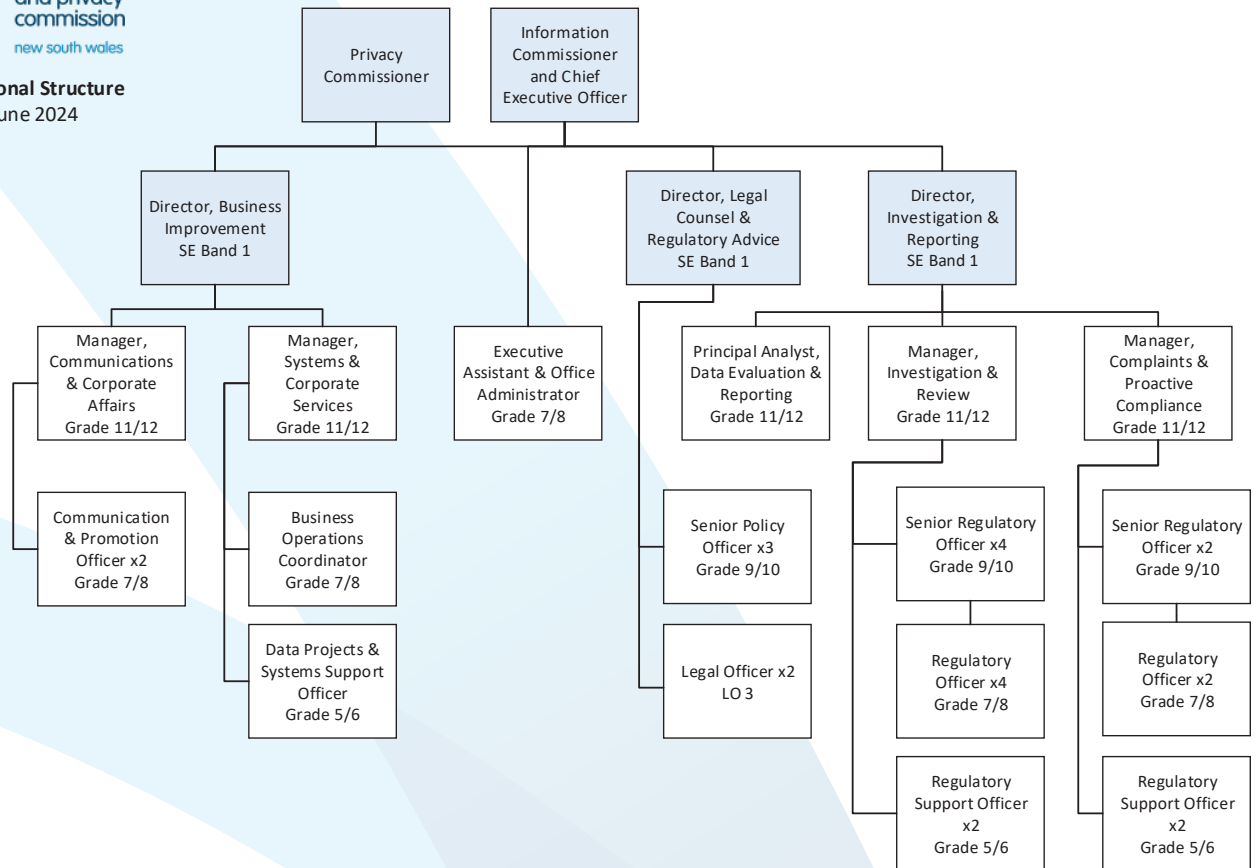 and privacy
commission
new south wales
onal Structure
une 2024
Privacy
Commissioner
Information
Commissioner
and Chief
Executive Officer
Director, Business
Improvement
SE Band 1
Director, Legal
Counsel &
Regulatory Advice
SE Band 1
Director,
Investigation &
Reporting
SE Band 1
Manager,
Communications
& Corporate
Affairs
Grade 11/12
Manager,
Systems &
Corporate
Services
Grade 11/12
Executive
Assistant & Office
Administrator
Grade 7/8
Principal Analyst,
Data Evaluation &
Reporting
Grade 11/12
Manager,
Investigation &
Review
Grade 11/12
Manager,
Complaints &
Proactive
Compliance
Grade 11/12
Communication
& Promotion
Officer x2
Grade 7/8
Business
Operations
Coordinator
Grade 7/8
Senior Policy
Officer x3
Grade 9/10
Senior Regulatory
Officer x4
Grade 9/10
Senior Regulatory
Officer x2
Grade 9/10
Data Projects &
Systems Support
Officer
Grade 5/6
Legal Officer x2
LO 3
Regulatory
Officer x4
Grade 7/8
Regulatory
Officer x2
Grade 7/8
Regulatory
Support Officer
x2
Grade 5/6
Regulatory
Support Officer
x2
Grade 5/6